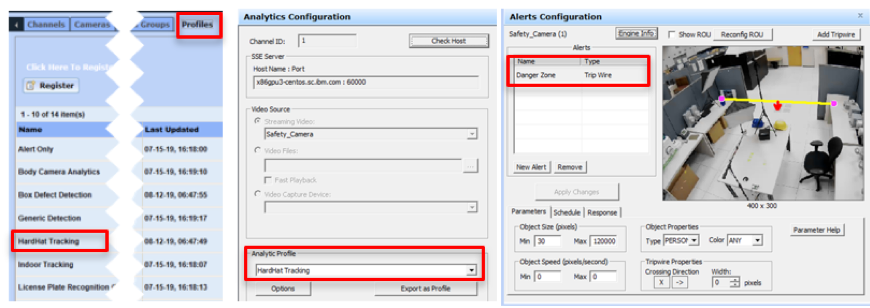 Channels
Cameras
Groups
Profiles
Click Here To Registe
Register
1 - 10 of 14 item(s)
Name
Last Updated
Alert Only
07-15-19, 16:18:00
Body Camera Analytics
07-15-19, 16:19:10
Box Defect Detection
08-12-19, 06:47:55
Generic Detection
07-15-19, 16:19:17
HardHat Tracking
08-12-19, 06:47:49
Indoor Tracking
07-15-19, 16:18:07
License Plate Recognition
07-15-19, 16:18:13
Analytics Configuration
Channel ID: 1
Check Host
SSE Server
Host Name : Port
x86gpu3-centos.sc.ibm.com : 60000
Video Source
Streaming Video:
Safety_Camera
Video Files:
...
Fast Playback
Video Capture Device:
Analytic Profile
HardHat Tracking
Options
Export as Profile
Alerts Configuration
x
Safety_Camera (1)
Engine Info
Show ROU
Reconfig ROU
Add Tripwire
Alerts
Name Type
Danger Zone Trip Wire
New Alert
Remove
Apply Changes
400 x 300
Parameters
Schedule
Response
Object Size (pixels)
Min 30 Max 120000
Object Properties
Type PERSO Color ANY
Parameter Help
Object Speed (pixels/second)
Min 0 Max 0
Tripwire Properties
Crossing Direction Width:
X -> 0 pixels